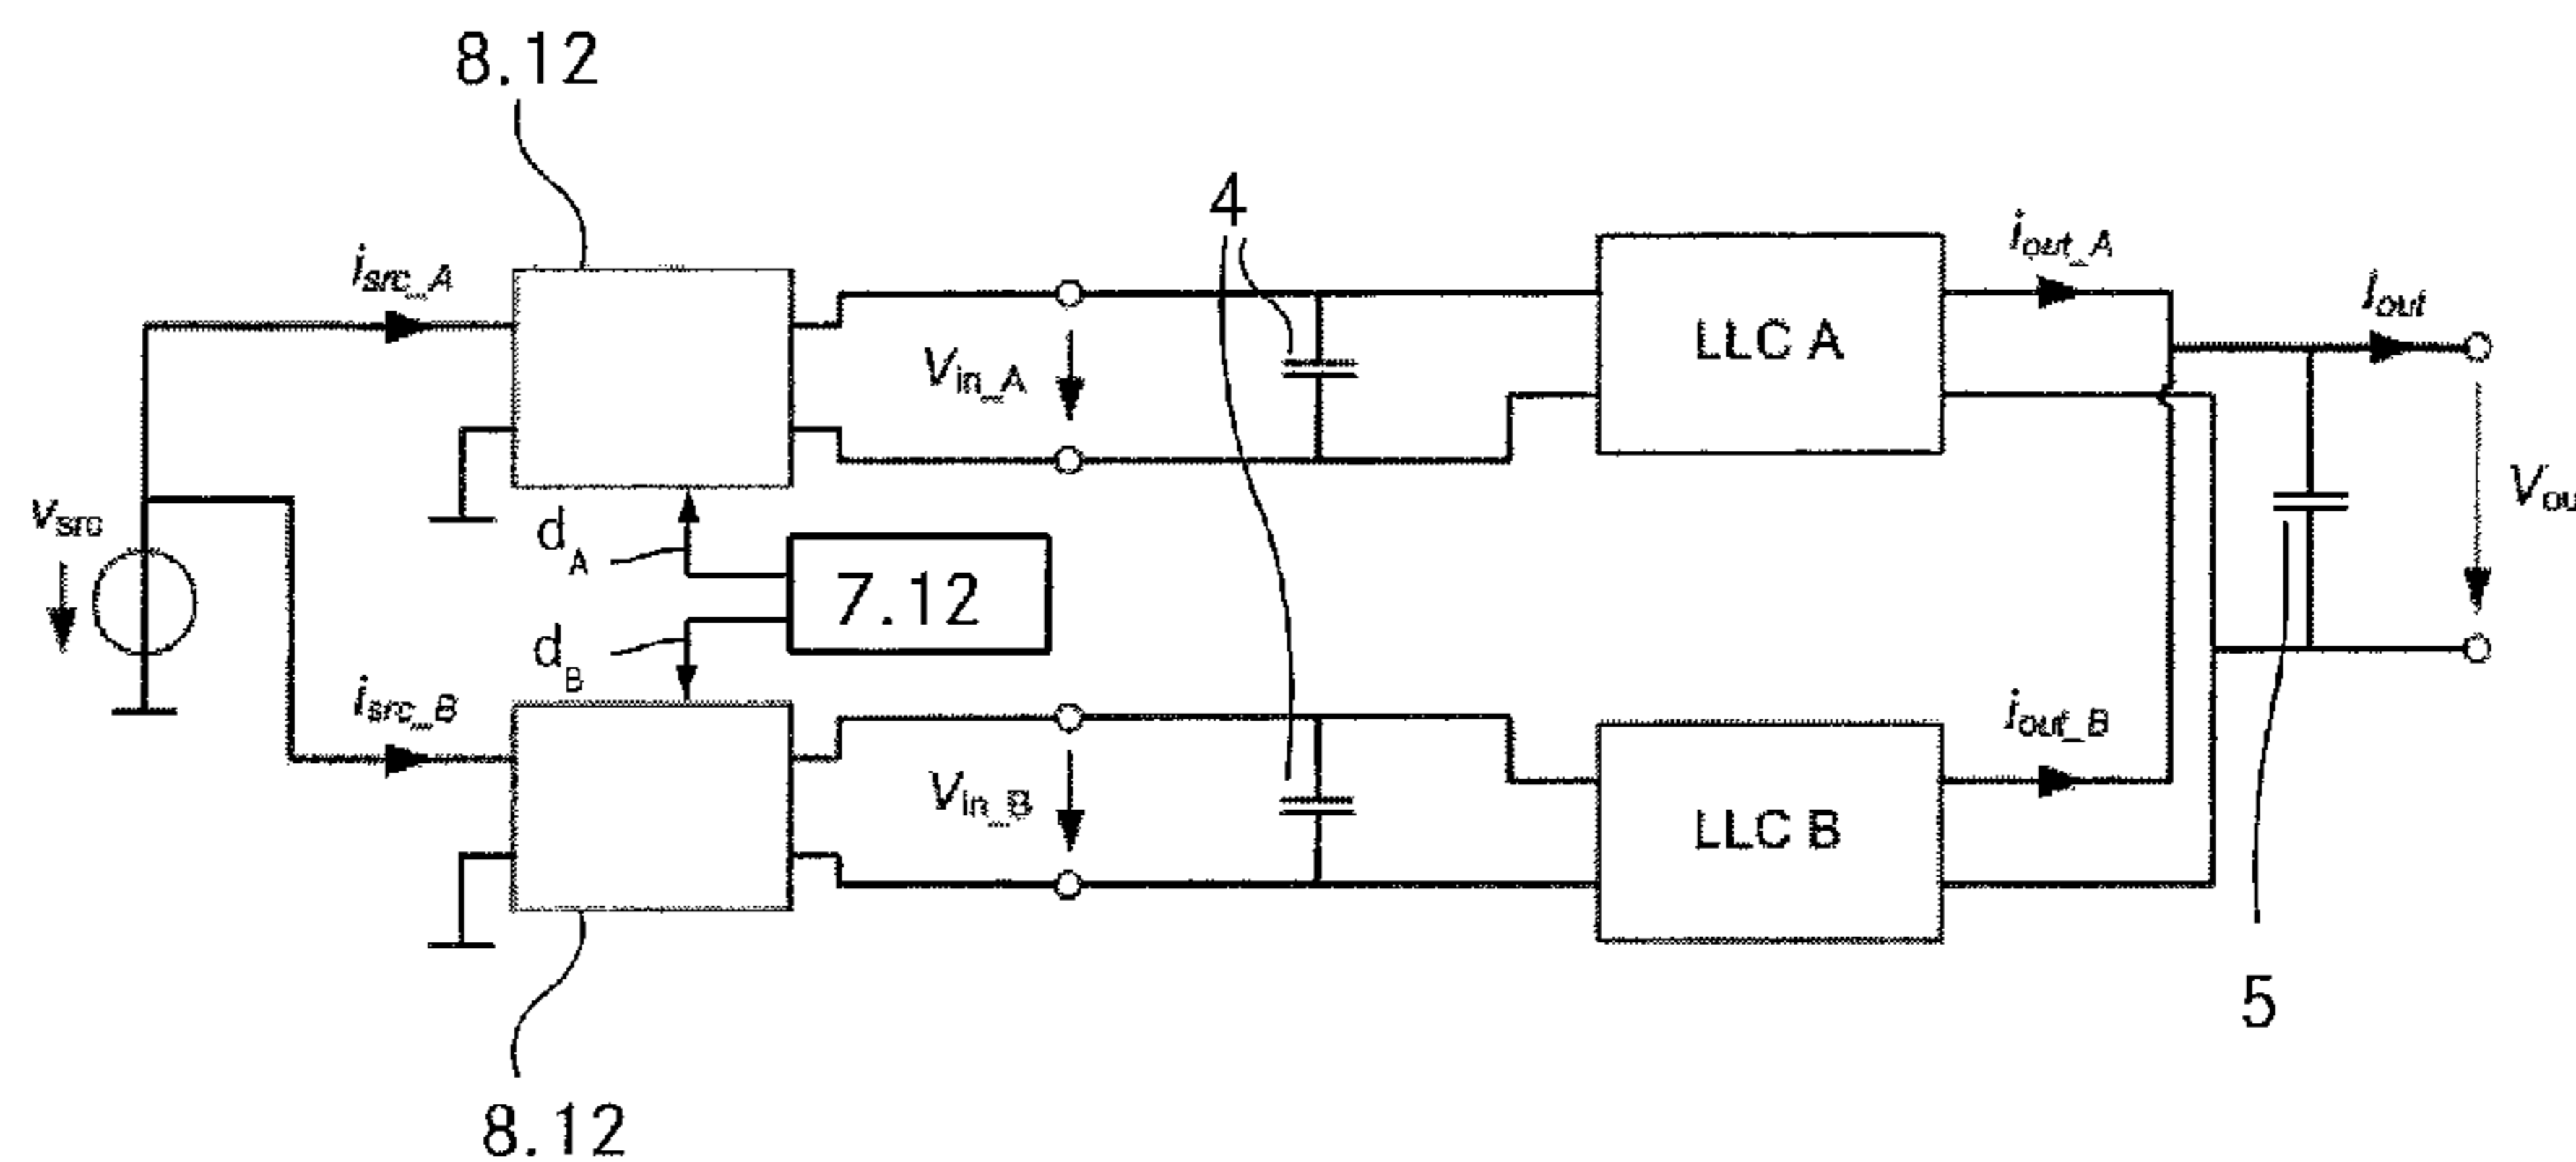 8.12
4
i_src_A
i_out_A
I_out
V_in_A
LLC A
v_src
d_A
7.12
V_ou
d_B
i_src_B
i_out_B
V_in_B
LLC B
5
8.12